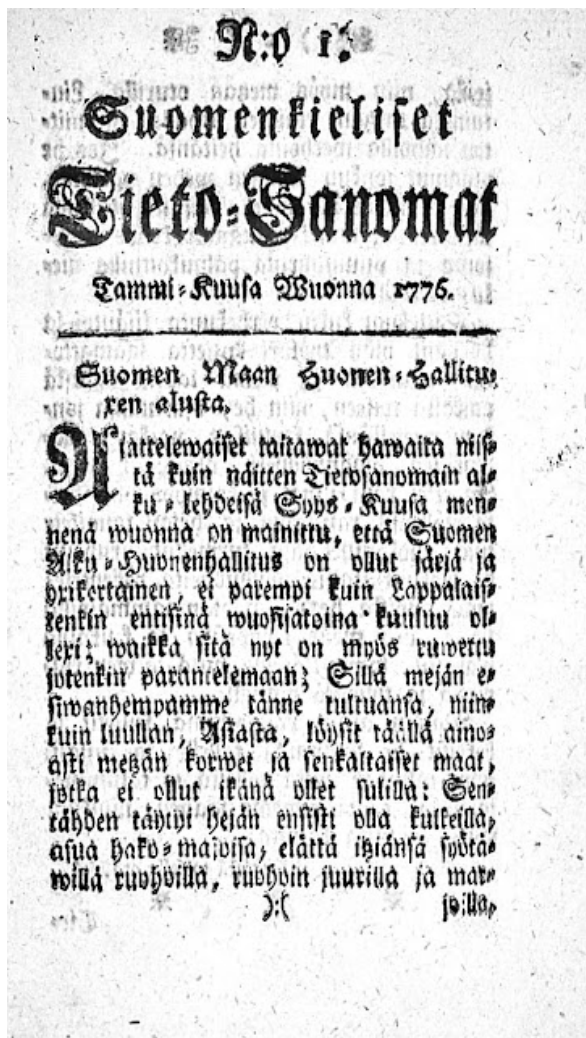 N:o 1.
Suomenkieliset
Tieto-Sanomat
Tammi-Kuusa Wuonna 1776.
Suomen Maan Huonen-Hallitu-
xen alusta.
Ajattelewaiset taitawat hawaita niis-
tä kuin näitten Tietosanomain al-
ku-lehdeisä Syys-Kuusa men-
nenä wuonna on mainittu, että Suomen
Alku-Huonenhallitus on ollut järjä ja
yxikertainen, ei parempi kuin Lappalais-
tenkin entisinä wuosisatoina kuuluu ol-
lexi; waikka sitä nyt on myös ruwettu
jotenkin parantelemaan; Sillä mejän e-
siwanhempamme tänne tultuansa, niin-
kuin luullan, Asiasta, löysit täällä aino-
asti metzän korwet ja senkaltaiset maat,
jotka ei ollut ikänä ollet sulilla: Sen-
tähden täytyi hejän ensisti olla kulkeilla,
asua hako-majoisa, elättä itziänsä syötä-
willä ruohoilla, ruohoin juurilla ja mar-
):( joilla,